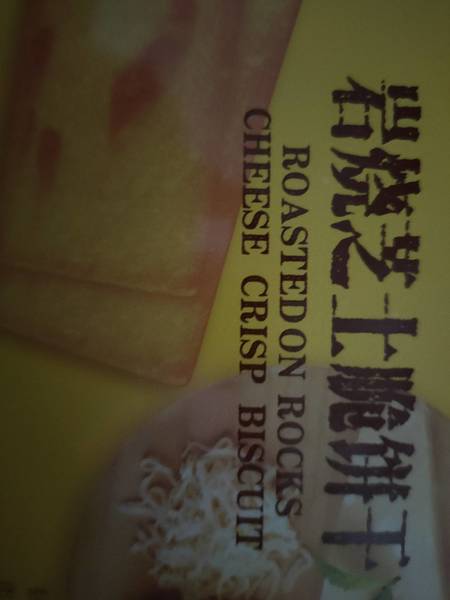 岩烧芝士脆饼干
ROASTED ON ROCKS
CHEESE CRISP BISCUIT